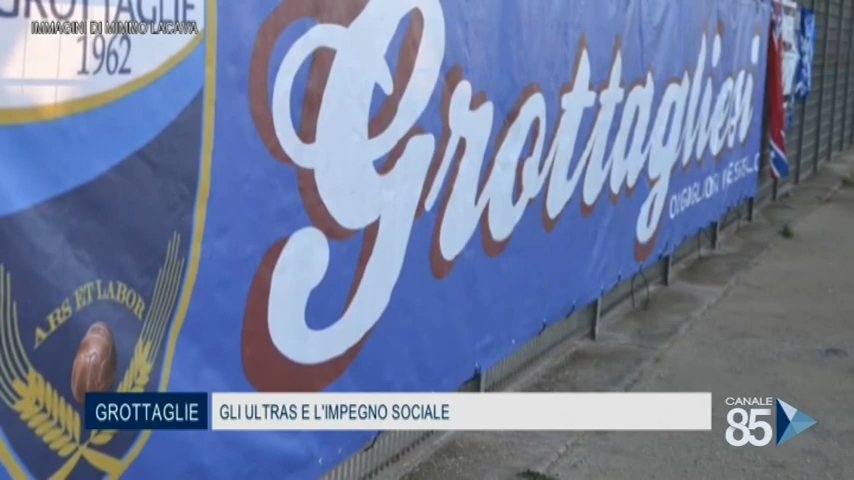 IMMAGINI DI MIMMO LACAVA
GROTTAGLIE
1962
ARS ET LABOR
Grottagliesi
GROTTAGLIE
GLI ULTRAS E L'IMPEGNO SOCIALE
CANALE
85